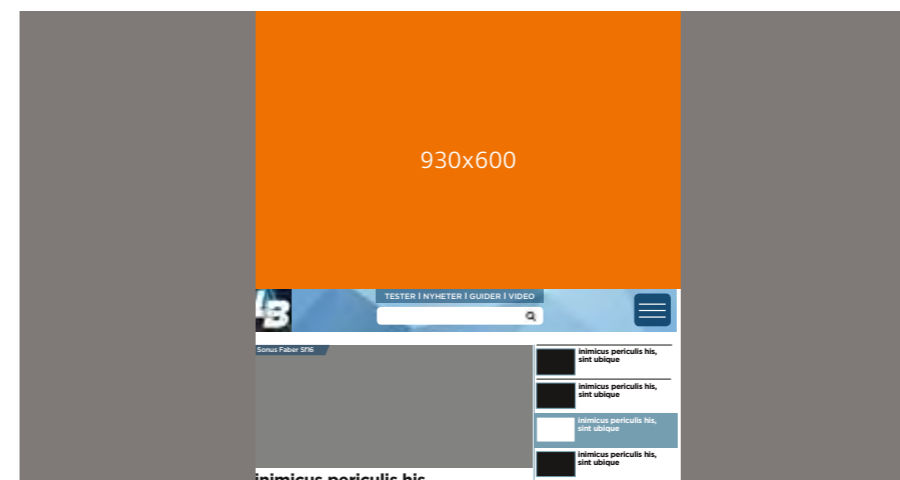 930x600
TESTER I NYHETER I GUIDER I VIDEO
Sonus Faber Sf16
inimicus periculis his,
sint ubique
inimicus periculis his,
sint ubique
inimicus periculis his,
sint ubique
inimicus periculis his,
sint ubique
inimicus periculis his,